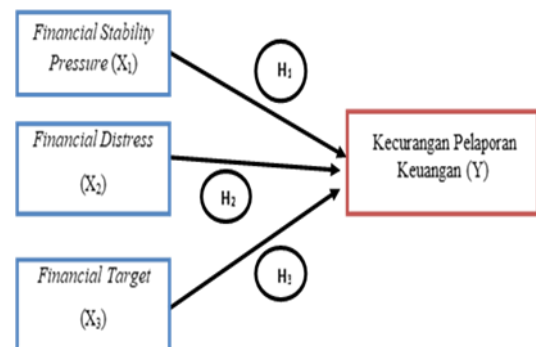 Financial Stability
Pressure (X₁)
H₁
Financial Distress
(X₂)
Kecurangan Pelaporan
Keuangan (Y)
H₂
Financial Target
(X₃)
H₃